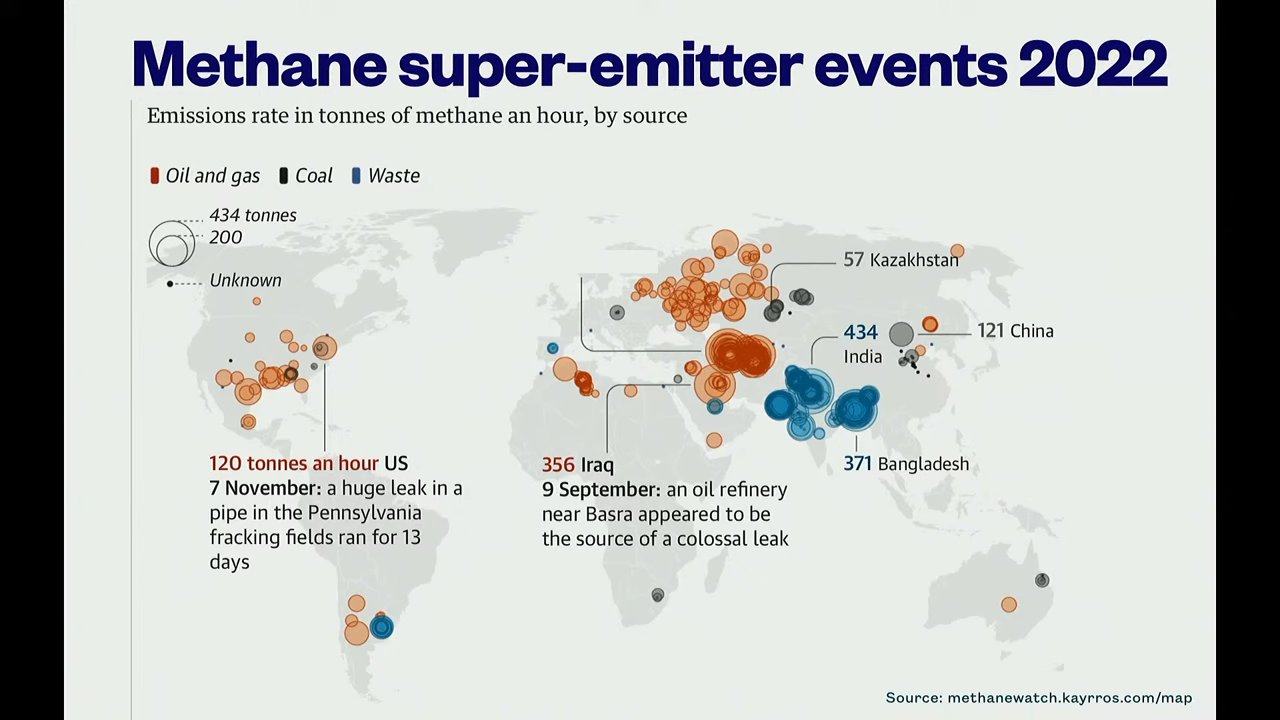 Methane super-emitter events 2022
Emissions rate in tonnes of methane an hour, by source
Oil and gas Coal Waste
434 tonnes
200
Unknown
57 Kazakhstan
434
India
121 China
120 tonnes an hour US
7 November: a huge leak in a
pipe in the Pennsylvania
fracking fields ran for 13
days
356 Iraq
9 September: an oil refinery
near Basra appeared to be
the source of a colossal leak
371 Bangladesh
Source: methanewatch.kayrros.com/map